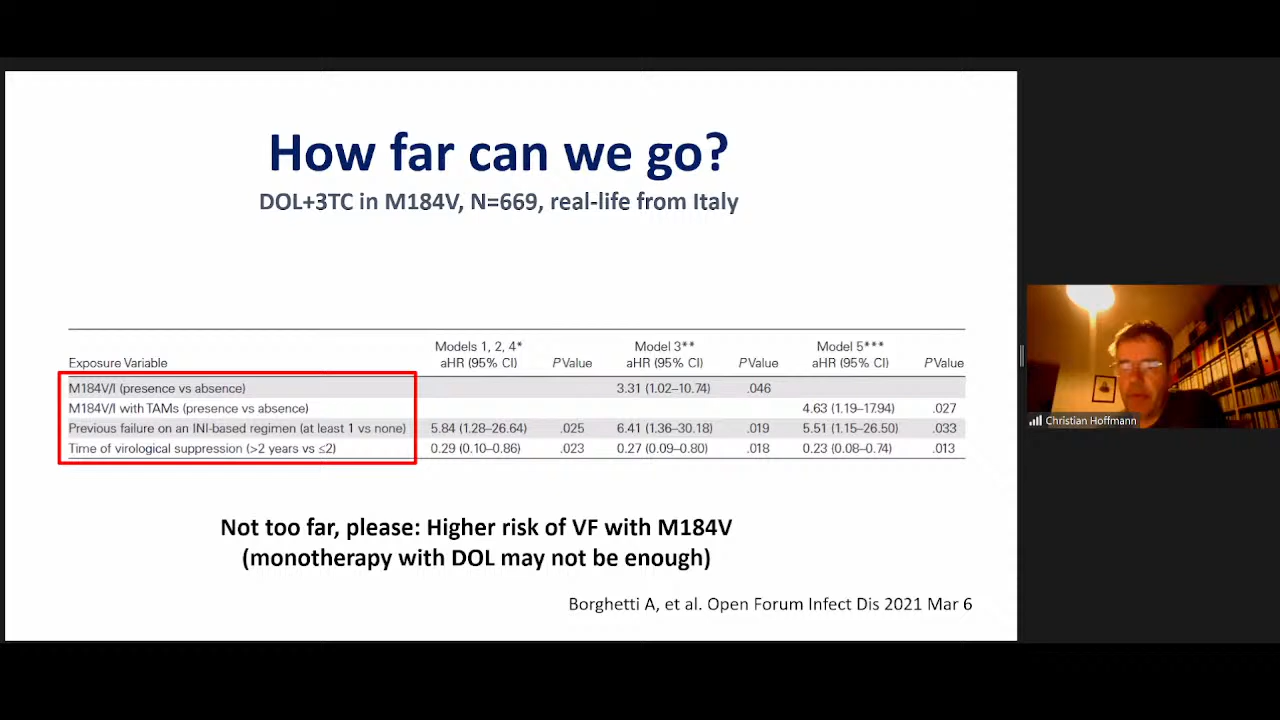 How far can we go?
DOL+3TC in M184V, N=669, real-life from Italy
Models 1, 2, 4* Model 3** Model 5***
Exposure Variable aHR (95% CI) P Value aHR (95% CI) P Value aHR (95% CI) P Value
M184V/I (presence vs absence) 3.31 (1.02–10.74) .046
M184V/I with TAMs (presence vs absence) 4.63 (1.19–17.94) .027
Previous failure on an INI-based regimen (at least 1 vs none) 5.84 (1.28–26.64) .025 6.41 (1.36–30.18) .019 5.51 (1.15–26.50) .033
Time of virological suppression (>2 years vs ≤2) 0.29 (0.10–0.86) .023 0.27 (0.09–0.80) .018 0.23 (0.08–0.74) .013
Not too far, please: Higher risk of VF with M184V
(monotherapy with DOL may not be enough)
Borghetti A, et al. Open Forum Infect Dis 2021 Mar 6
Christian Hoffmann